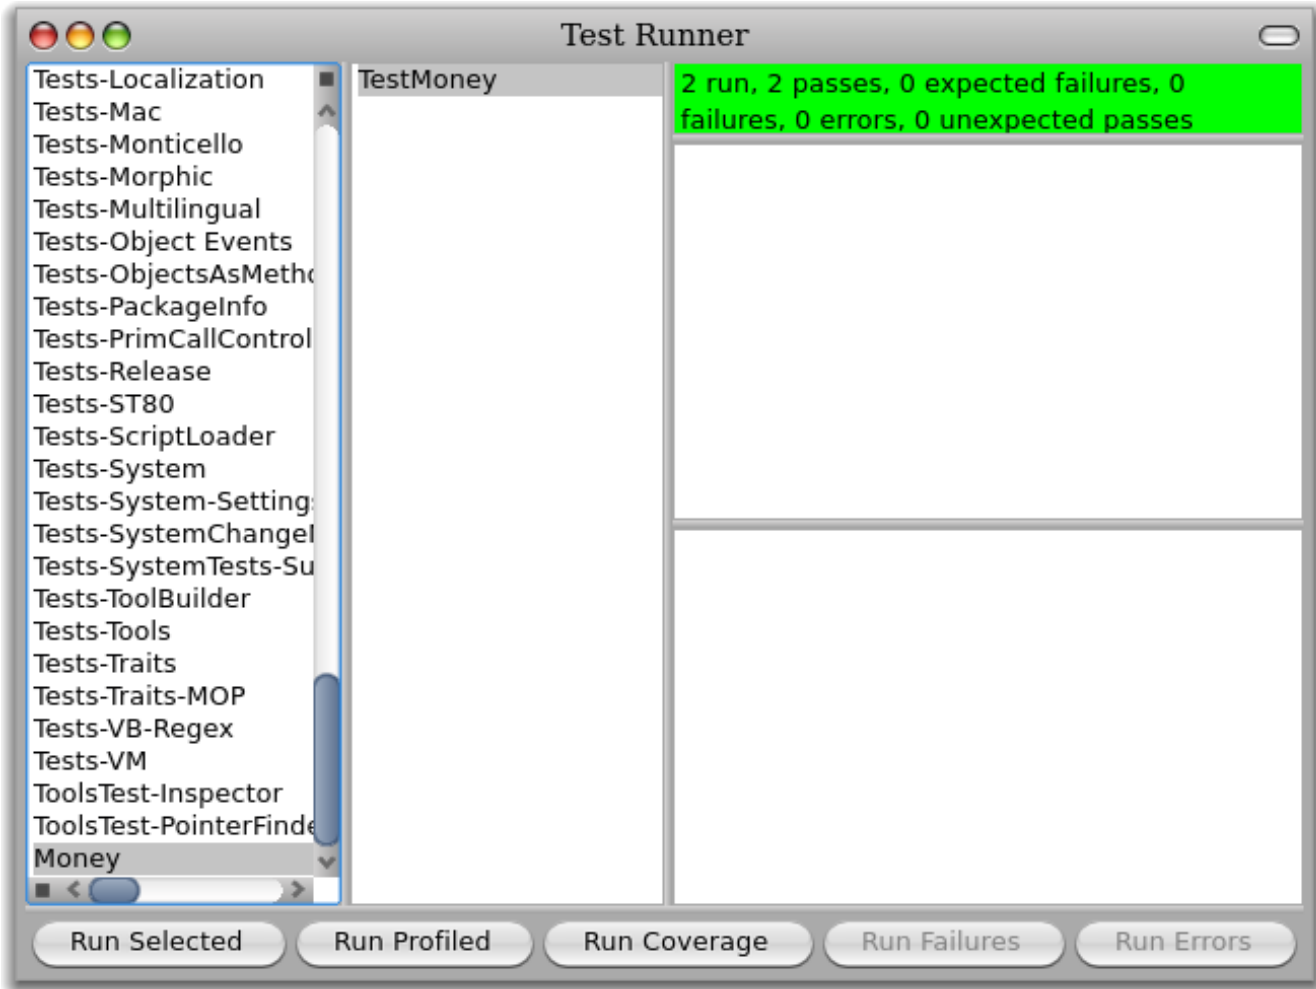 Test Runner
Tests-Localization
Tests-Mac
Tests-Monticello
Tests-Morphic
Tests-Multilingual
Tests-Object Events
Tests-ObjectsAsMetho
Tests-PackageInfo
Tests-PrimCallControl
Tests-Release
Tests-ST80
Tests-ScriptLoader
Tests-System
Tests-System-Settings
Tests-SystemChangeN
Tests-SystemTests-Su
Tests-ToolBuilder
Tests-Tools
Tests-Traits
Tests-Traits-MOP
Tests-VB-Regex
Tests-VM
ToolsTest-Inspector
ToolsTest-PointerFinde
Money
TestMoney
2 run, 2 passes, 0 expected failures, 0
failures, 0 errors, 0 unexpected passes
Run Selected
Run Profiled
Run Coverage
Run Failures
Run Errors